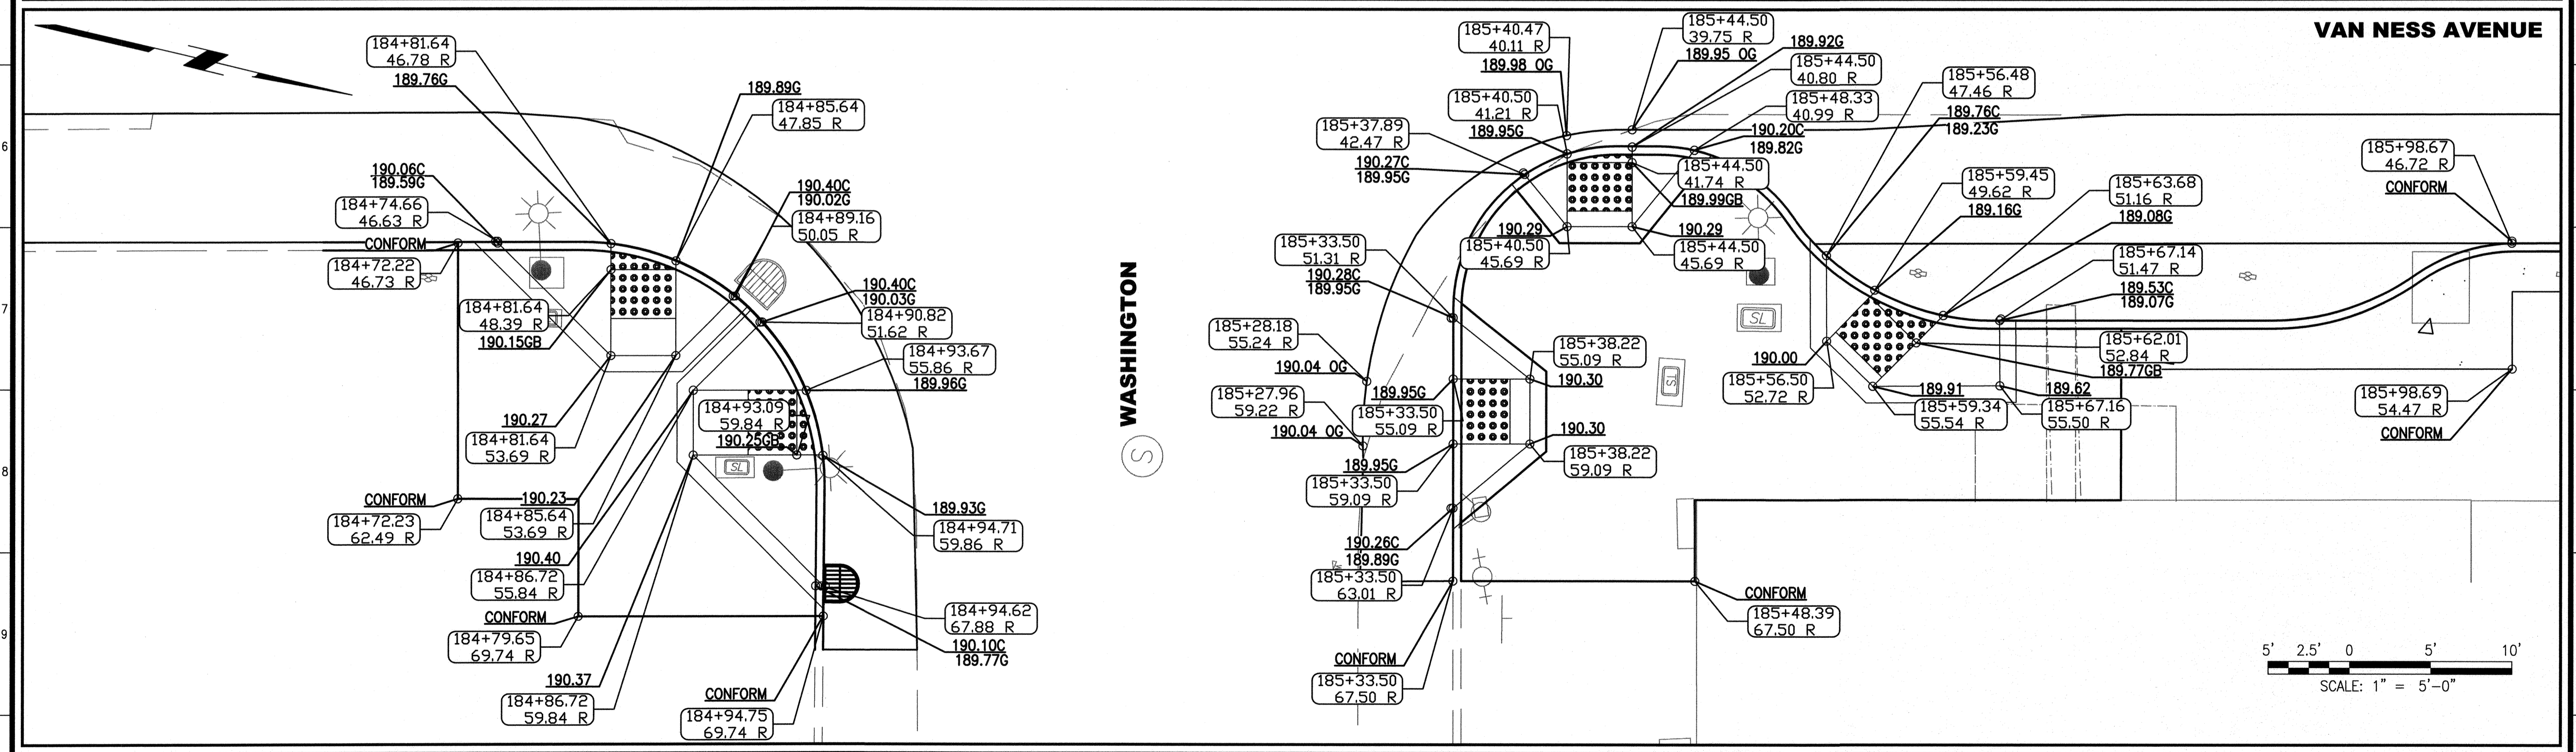 VAN NESS AVENUE
184+81.64
46.78 R
189.76G
189.89G
184+85.64
47.85 R
190.06C
189.59G
184+74.66
46.63 R
CONFORM
184+72.22
46.73 R
190.40C
190.02G
184+89.16
50.05 R
190.40C
190.03G
184+90.82
51.62 R
184+81.64
48.39 R
190.15GB
184+93.67
55.86 R
189.96G
184+93.09
59.84 R
190.25GB
SL
190.27
184+81.64
53.69 R
CONFORM
184+72.23
62.49 R
190.23
184+85.64
53.69 R
190.40
184+86.72
55.84 R
CONFORM
184+79.65
69.74 R
190.37
184+86.72
59.84 R
CONFORM
184+94.75
69.74 R
189.93G
184+94.71
59.86 R
184+94.62
67.88 R
190.10C
189.77G
WASHINGTON
S
185+40.47
40.11 R
189.98 OG
185+44.50
39.75 R
189.95 OG
189.92G
185+44.50
40.80 R
185+40.50
41.21 R
189.95G
185+48.33
40.99 R
190.20C
189.82G
185+37.89
42.47 R
190.27C
189.95G
185+44.50
41.74 R
189.99GB
190.29
185+40.50
45.69 R
190.29
185+44.50
45.69 R
185+56.48
47.46 R
189.76C
189.23G
185+59.45
49.62 R
189.16G
185+63.68
51.16 R
189.08G
185+67.14
51.47 R
189.53C
189.07G
185+98.67
46.72 R
CONFORM
185+33.50
51.31 R
190.28C
189.95G
185+28.18
55.24 R
190.04 OG
185+27.96
59.22 R
190.04 OG
189.95G
185+33.50
55.09 R
185+38.22
55.09 R
190.30
190.30
185+38.22
59.09 R
189.95G
185+33.50
59.09 R
190.26C
189.89G
185+33.50
63.01 R
CONFORM
185+33.50
67.50 R
SL
TS
190.00
185+56.50
52.72 R
189.91
185+59.34
55.54 R
185+62.01
52.84 R
189.77GB
189.62
185+67.16
55.50 R
185+98.69
54.47 R
CONFORM
CONFORM
185+48.39
67.50 R
5' 2.5' 0 5' 10'
SCALE: 1" = 5'-0"
6
7
8
9